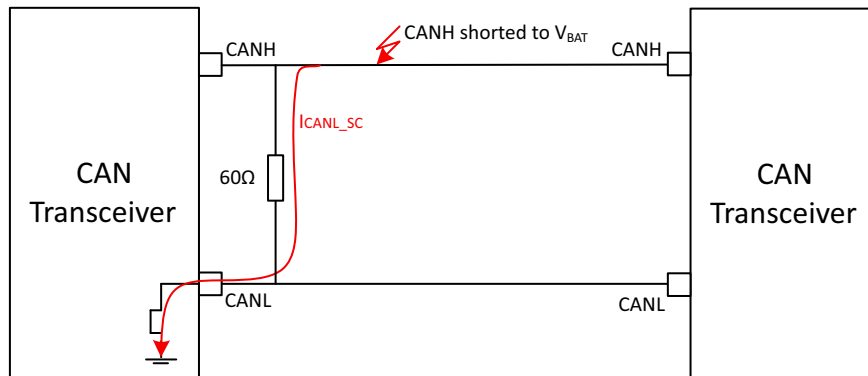 CANH
CANH shorted to VBAT
CANH
ICANL_SC
60Ω
CAN
Transceiver
CAN
Transceiver
CANL
CANL